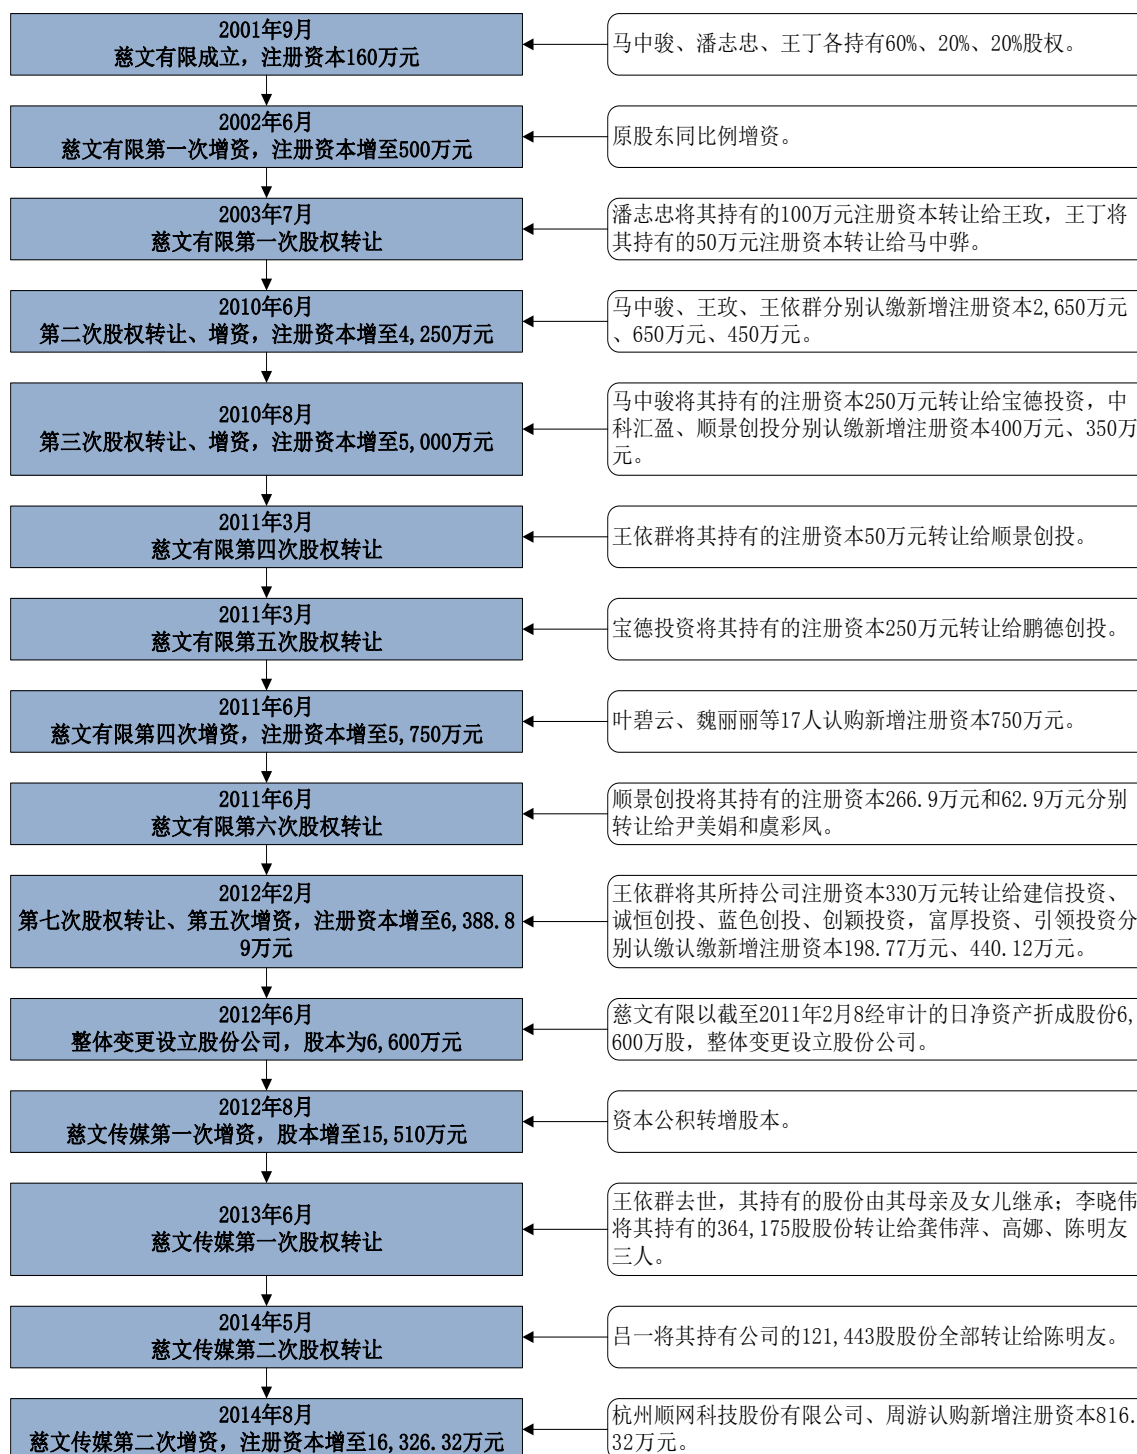 2001年9月
慈文有限成立，注册资本160万元
马中骏、潘志忠、王丁各持有60%、20%、20%股权。
2002年6月
慈文有限第一次增资，注册资本增至500万元
原股东同比例增资。
2003年7月
慈文有限第一次股权转让
潘志忠将其持有的100万元注册资本转让给王玫，王丁将
其持有的50万元注册资本转让给马中骅。
2010年6月
第二次股权转让、增资，注册资本增至4,250万元
马中骏、王玫、王依群分别认缴新增注册资本2,650万元
、650万元、450万元。
2010年8月
第三次股权转让、增资，注册资本增至5,000万元
马中骏将其持有的注册资本250万元转让给宝德投资，中
科汇盈、顺景创投分别认缴新增注册资本400万元、350万
元。
2011年3月
慈文有限第四次股权转让
王依群将其持有的注册资本50万元转让给顺景创投。
2011年3月
慈文有限第五次股权转让
宝德投资将其持有的注册资本250万元转让给鹏德创投。
2011年6月
慈文有限第四次增资，注册资本增至5,750万元
叶碧云、魏丽丽等17人认购新增注册资本750万元。
2011年6月
慈文有限第六次股权转让
顺景创投将其持有的注册资本266.9万元和62.9万元分别
转让给尹美娟和虞彩凤。
2012年2月
第七次股权转让、第五次增资，注册资本增至6,388.8
9万元
王依群将其所持公司注册资本330万元转让给建信投资、
诚恒创投、蓝色创投、创颖投资，富厚投资、引领投资分
别认缴认缴新增注册资本198.77万元、440.12万元。
2012年6月
整体变更设立股份公司，股本为6,600万元
慈文有限以截至2011年2月8经审计的日净资产折成股份6,
600万股，整体变更设立股份公司。
2012年8月
慈文传媒第一次增资，股本增至15,510万元
资本公积转增股本。
2013年6月
慈文传媒第一次股权转让
王依群去世，其持有的股份由其母亲及女儿继承；李晓伟
将其持有的364,175股股份转让给龚伟萍、高娜、陈明友
三人。
2014年5月
慈文传媒第二次股权转让
吕一将其持有公司的121,443股股份全部转让给陈明友。
2014年8月
慈文传媒第二次增资，注册资本增至16,326.32万元
杭州顺网科技股份有限公司、周游认购新增注册资本816.
32万元。